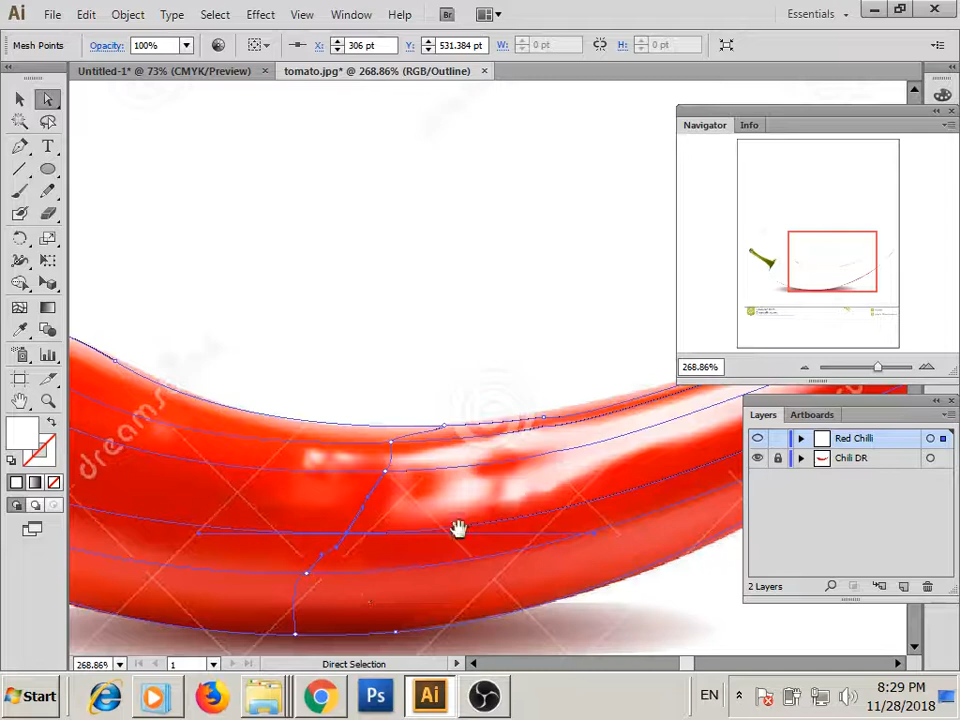 Ai File Edit Object Type Select Effect View Window Help Br Essentials
Mesh Points Opacity: 100% X: 306 pt Y: 531.384 pt W: 0 pt H: 0 pt
Untitled-1* @ 73% (CMYK/Preview) × tomato.jpg* @ 268.86% (RGB/Outline) ×
Navigator Info
268.86%
dreams
Layers Artboards
Red Chilli
Chili DR
2 Layers
268.86% 1 Direct Selection
Start Ps Ai EN 8:29 PM
11/28/2018